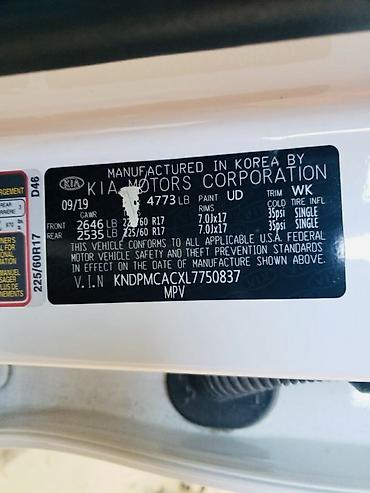 MANUFACTURED IN KOREA BY
KIA KIA MOTORS CORPORATION
09/19 4773 LB PAINT UD TRIM WK
GAWR RIMS COLD TIRE INFL
FRONT 2646 LB 225/60 R17 7.0Jx17 35psi SINGLE
REAR 2535 LB 225/60 R17 7.0Jx17 35psi SINGLE
THIS VEHICLE CONFORMS TO ALL APPLICABLE U.S.A FEDERAL
MOTOR VEHICLE SAFETY AND THEFT PREVENTION STANDARDS
IN EFFECT ON THE DATE OF MANUFACTURE SHOWN ABOVE.
V.I.N KNDPMCACXL7750837
MPV
225/60R17 D46
REAR